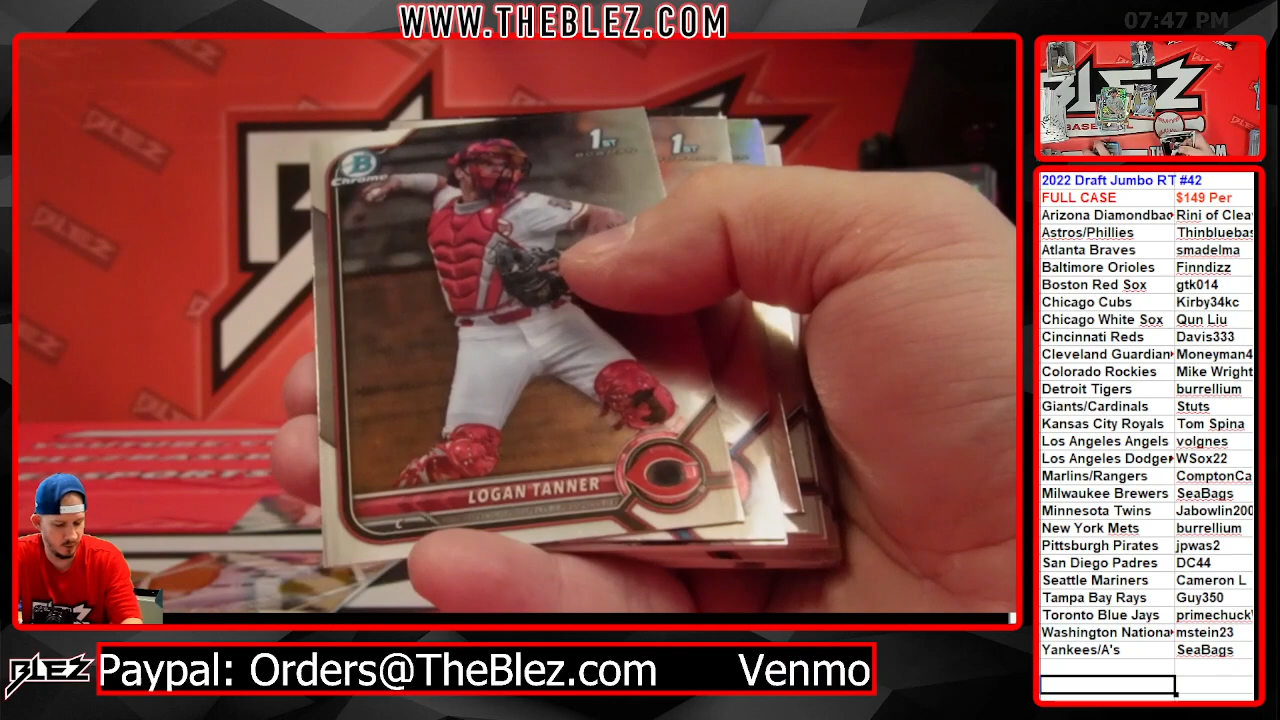 WWW.THEBLEZ.COM
07:47 PM
1ST
BOWMAN
1ST
B
Chrome
LOGAN TANNER
C
BLEZ
BASEBALL
2022 Draft Jumbo RT #42
FULL CASE $149 Per
Arizona Diamondbac Rini of Clea
Astros/Phillies Thinbluebas
Atlanta Braves smadelma
Baltimore Orioles Finndizz
Boston Red Sox gtk014
Chicago Cubs Kirby34kc
Chicago White Sox Qun Liu
Cincinnati Reds Davis333
Cleveland Guardian Moneyman4
Colorado Rockies Mike Wright
Detroit Tigers burrellium
Giants/Cardinals Stuts
Kansas City Royals Tom Spina
Los Angeles Angels volgnes
Los Angeles Dodger WSox22
Marlins/Rangers ComptonCa
Milwaukee Brewers SeaBags
Minnesota Twins Jabowlin200
New York Mets burrellium
Pittsburgh Pirates jpwas2
San Diego Padres DC44
Seattle Mariners Cameron L
Tampa Bay Rays Guy350
Toronto Blue Jays primechuck
Washington Nationa mstein23
Yankees/A's SeaBags
BLEZ
Paypal: Orders@TheBlez.com Venmo